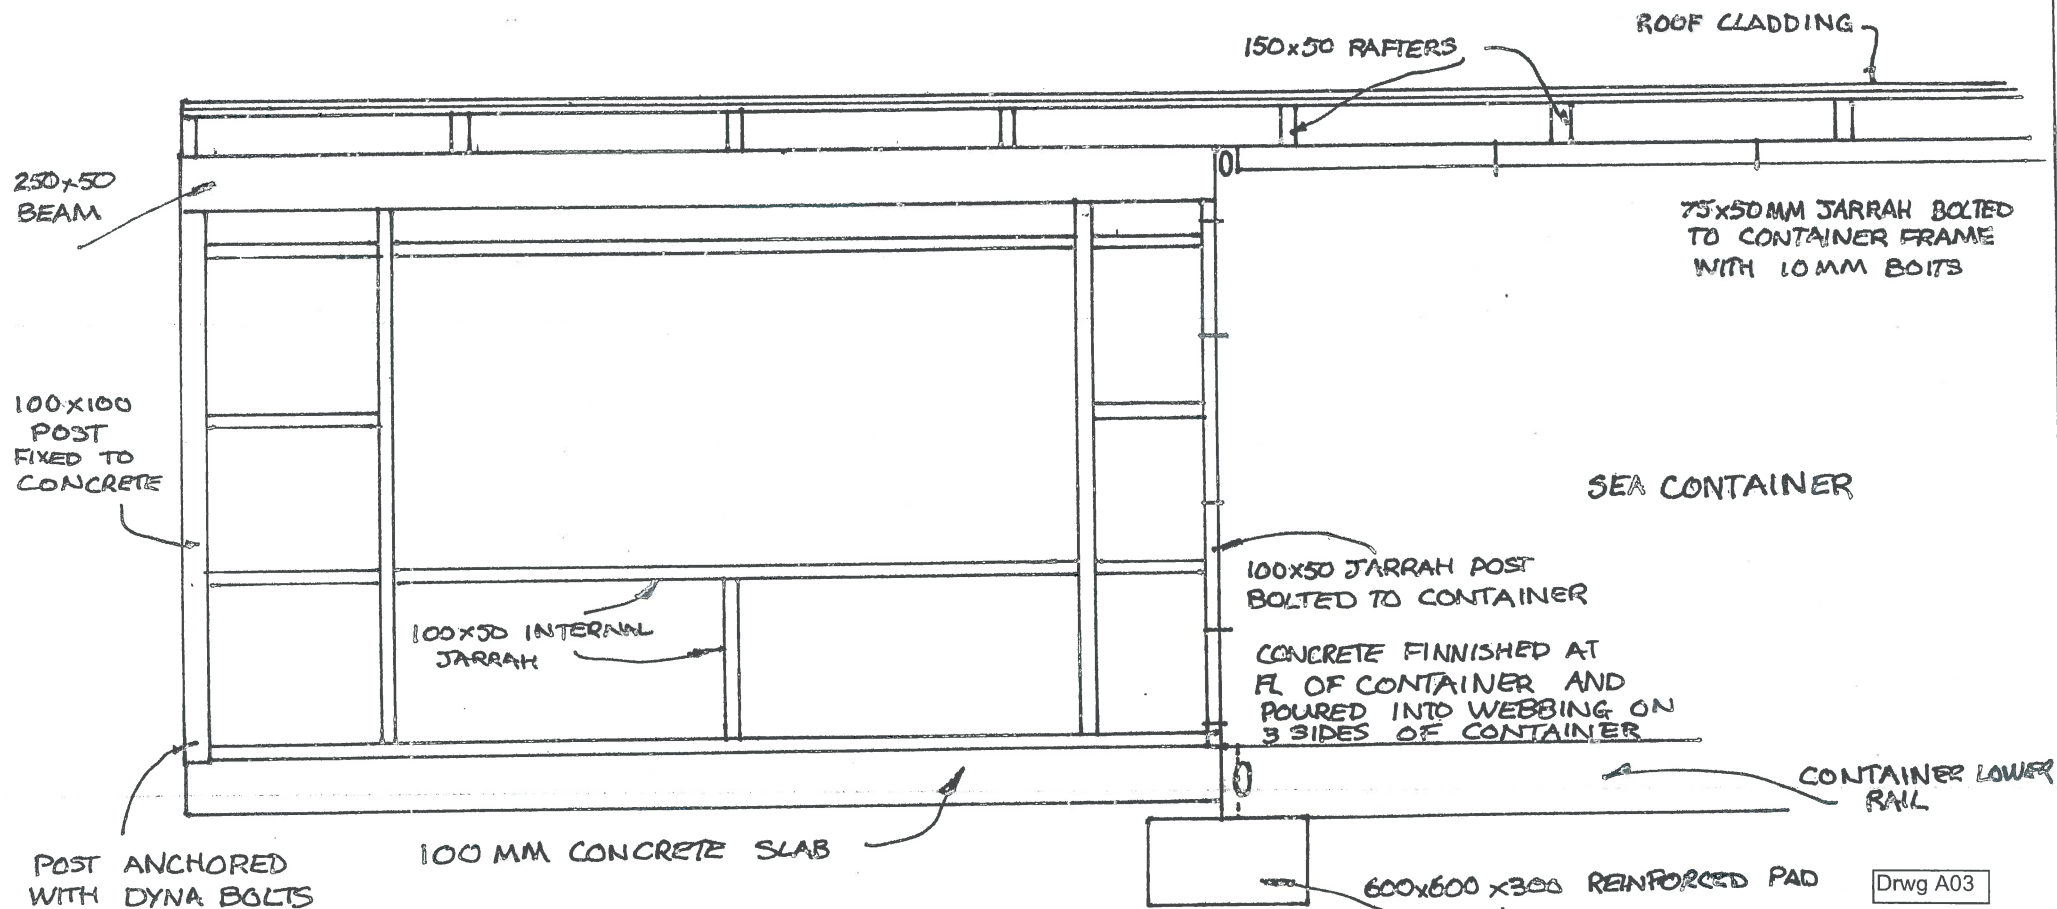 ROOF CLADDING
150x50 RAFTERS
250x50
BEAM
75x50MM JARRAH BOLTED
TO CONTAINER FRAME
WITH 10MM BOITS
100x100
POST
FIXED TO
CONCRETE
SEA CONTAINER
100x50 JARRAH POST
BOLTED TO CONTAINER
100x50 INTERNAL
JARRAH
CONCRETE FINNISHED AT
FL OF CONTAINER AND
POURED INTO WEBBING ON
3 SIDES OF CONTAINER
CONTAINER LOWER
RAIL
POST ANCHORED
WITH DYNA BOLTS
100 MM CONCRETE SLAB
600x600x300 REINFORCED PAD
Drwg A03